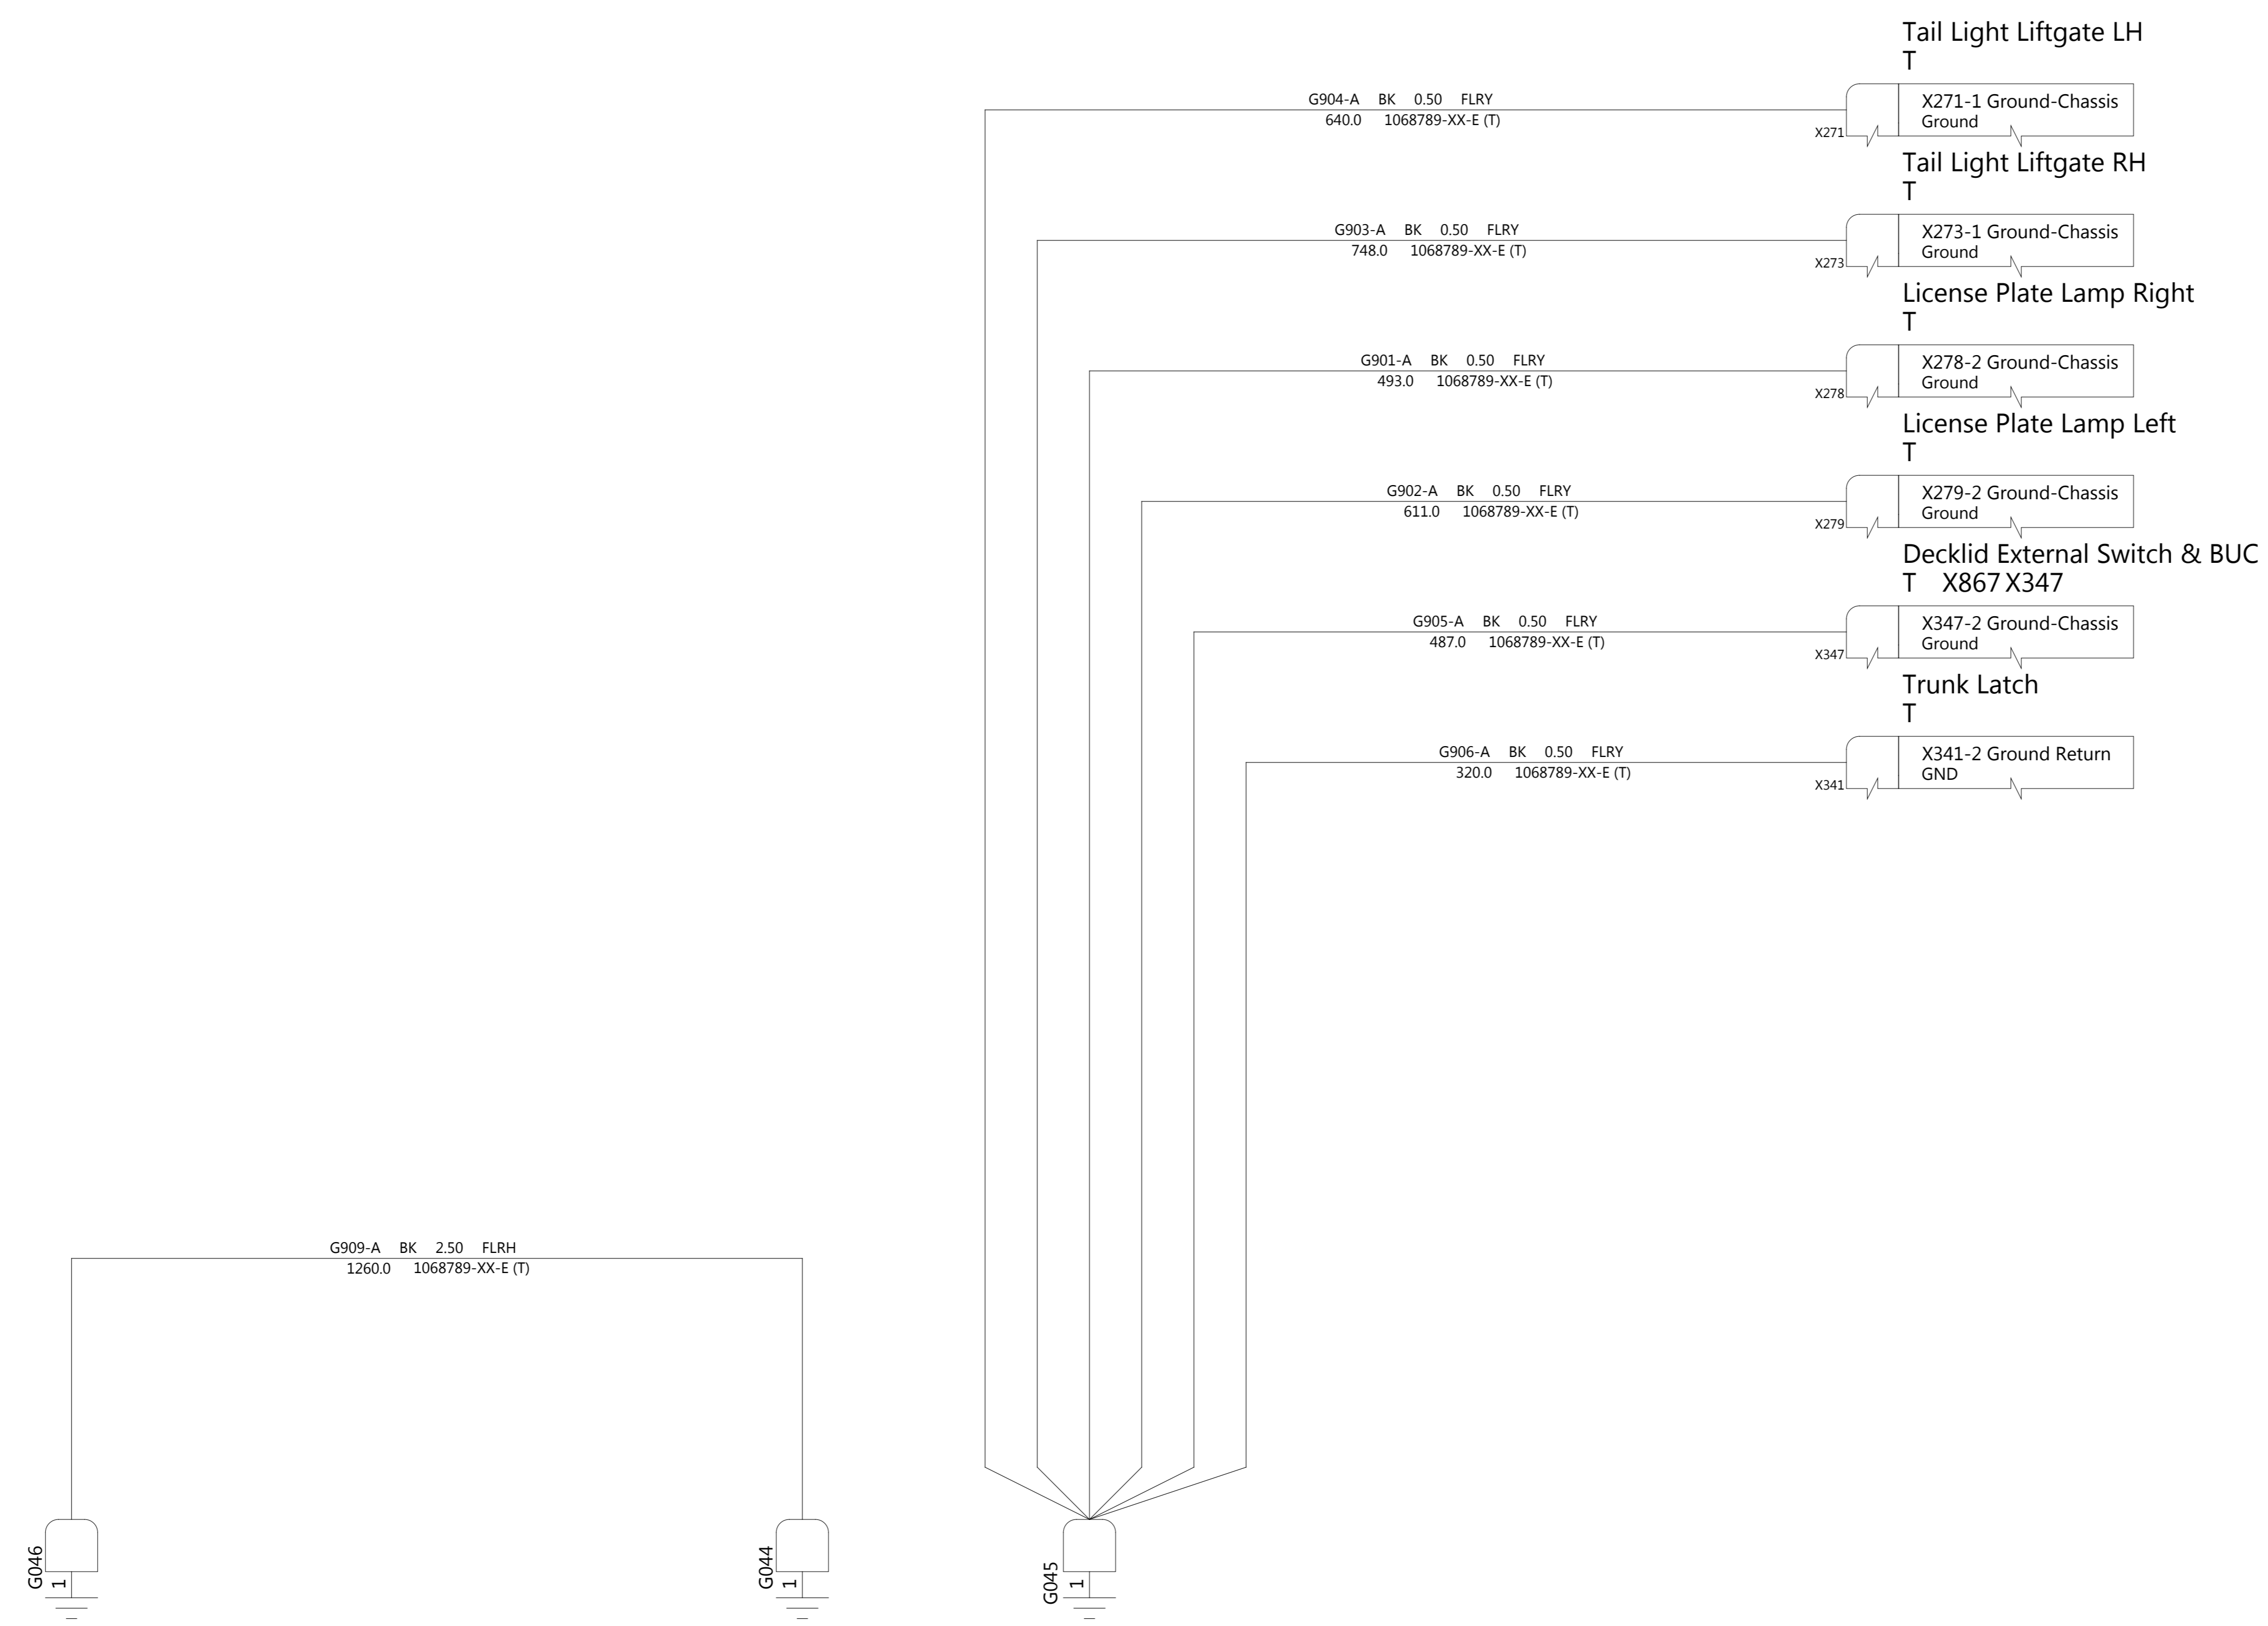 Tail Light Liftgate LH
T
G904-A BK 0.50 FLRY
640.0 1068789-XX-E (T)
X271
X271-1 Ground-Chassis
Ground
Tail Light Liftgate RH
T
G903-A BK 0.50 FLRY
748.0 1068789-XX-E (T)
X273
X273-1 Ground-Chassis
Ground
License Plate Lamp Right
T
G901-A BK 0.50 FLRY
493.0 1068789-XX-E (T)
X278
X278-2 Ground-Chassis
Ground
License Plate Lamp Left
T
G902-A BK 0.50 FLRY
611.0 1068789-XX-E (T)
X279
X279-2 Ground-Chassis
Ground
Decklid External Switch & BUC
T X867 X347
G905-A BK 0.50 FLRY
487.0 1068789-XX-E (T)
X347
X347-2 Ground-Chassis
Ground
Trunk Latch
T
G906-A BK 0.50 FLRY
320.0 1068789-XX-E (T)
X341
X341-2 Ground Return
GND
G909-A BK 2.50 FLRH
1260.0 1068789-XX-E (T)
G046
1
G044
1
G045
1